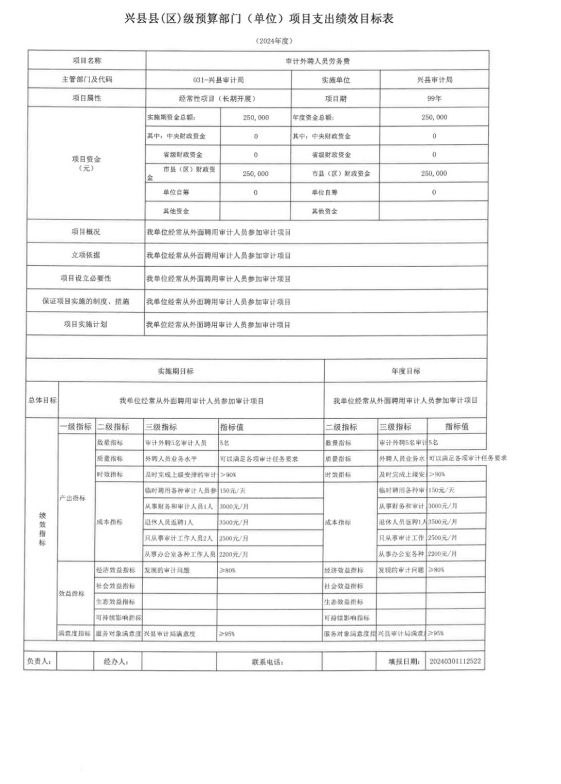 兴县县(区)级预算部门（单位）项目支出绩效目标表
（2024年度）
项目名称 审计外聘人员劳务费
主管部门及代码 031-兴县审计局 实施单位 兴县审计局
项目属性 经常性项目（长期开展） 项目期 99年
项目资金
（元）
实施期资金总额: 250,000 年度资金总额: 250,000
其中: 中央财政资金 0 其中: 中央财政资金 0
省级财政资金 0 省级财政资金 0
市县（区）财政资金 250,000 市县（区）财政资金 250,000
单位自筹 0 单位自筹 0
其他资金 其他资金
项目概况 我单位经常从外面聘用审计人员参加审计项目
立项依据 我单位经常从外面聘用审计人员参加审计项目
项目设立必要性 我单位经常从外面聘用审计人员参加审计项目
保证项目实施的制度、措施 我单位经常从外面聘用审计人员参加审计项目
项目实施计划 我单位经常从外面聘用审计人员参加审计项目
实施期目标 年度目标
总体目标 我单位经常从外面聘用审计人员参加审计项目 我单位经常从外面聘用审计人员参加审计项目
绩效指标
一级指标 二级指标 三级指标 指标值 二级指标 三级指标 指标值
产出指标
数量指标 审计外聘5名审计人员 5名 数量指标 审计外聘5名审计 5名
质量指标 外聘人员业务水平 可以满足各项审计任务要求 质量指标 外聘人员业务水 可以满足各项审计任务要求
时效指标 及时完成上级安排的审计 ≥90% 时效指标 及时完成上级安 ≥90%
成本指标 成本指标
临时聘用各种审计人员参 150元/天 临时聘用各种审 150元/天
从事财务和审计人员1人 3000元/月 从事财务和审计 3000元/月
退休人员返聘1人 3500元/月 退休人员返聘1人 3500元/月
只从事审计工作人员2人 2500元/月 只从事审计工作 2500元/月
从事办公室各种工作人员 2200元/月 从事办公室各种 2200元/月
效益指标
经济效益指标 发现的审计问题 ≥80% 经济效益指标 发现的审计问题 ≥80%
社会效益指标 社会效益指标
生态效益指标 生态效益指标
可持续影响指标 可持续影响指标
满意度指标 服务对象满意度 兴县审计局满意度 ≥95% 服务对象满意度指 兴县审计局满意 ≥95%
负责人: 经办人: 联系电话: 填报日期: 20240301112522